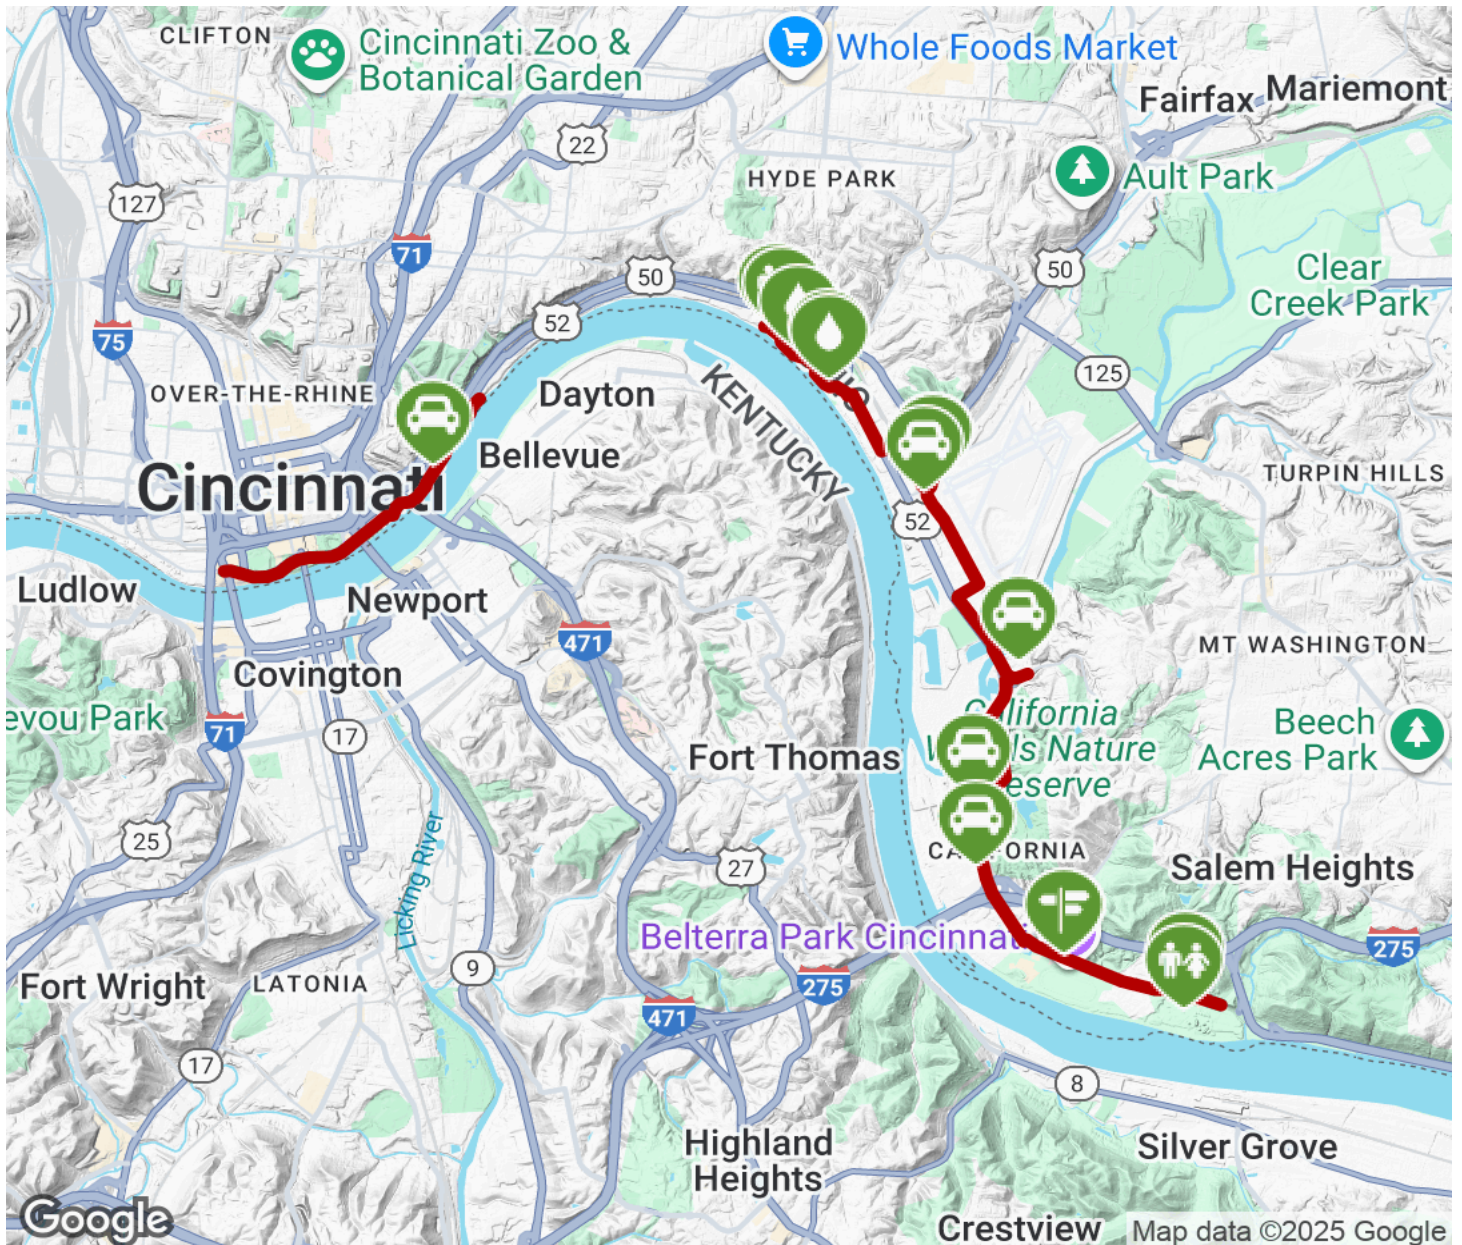 CLIFTON
Cincinnati Zoo &
Botanical Garden
Whole Foods Market
Fairfax
Mariemont
22
HYDE PARK
Ault Park
127
71
50
50
Clear
Creek Park
52
75
125
OVER-THE-RHINE
Dayton
KENTUCKY
Bellevue
Cincinnati
TURPIN HILLS
52
Ludlow
Newport
471
MT WASHINGTON
Covington
evou Park
71
17
California
Nature
eserve
Beech
Acres Park
Fort Thomas
25
27
Licking River
Salem Heights
Belterra Park Cincinnati
275
Fort Wright
LATONIA
9
275
471
17
8
Highland
Heights
Silver Grove
Crestview
Google
Map data ©2025 Google